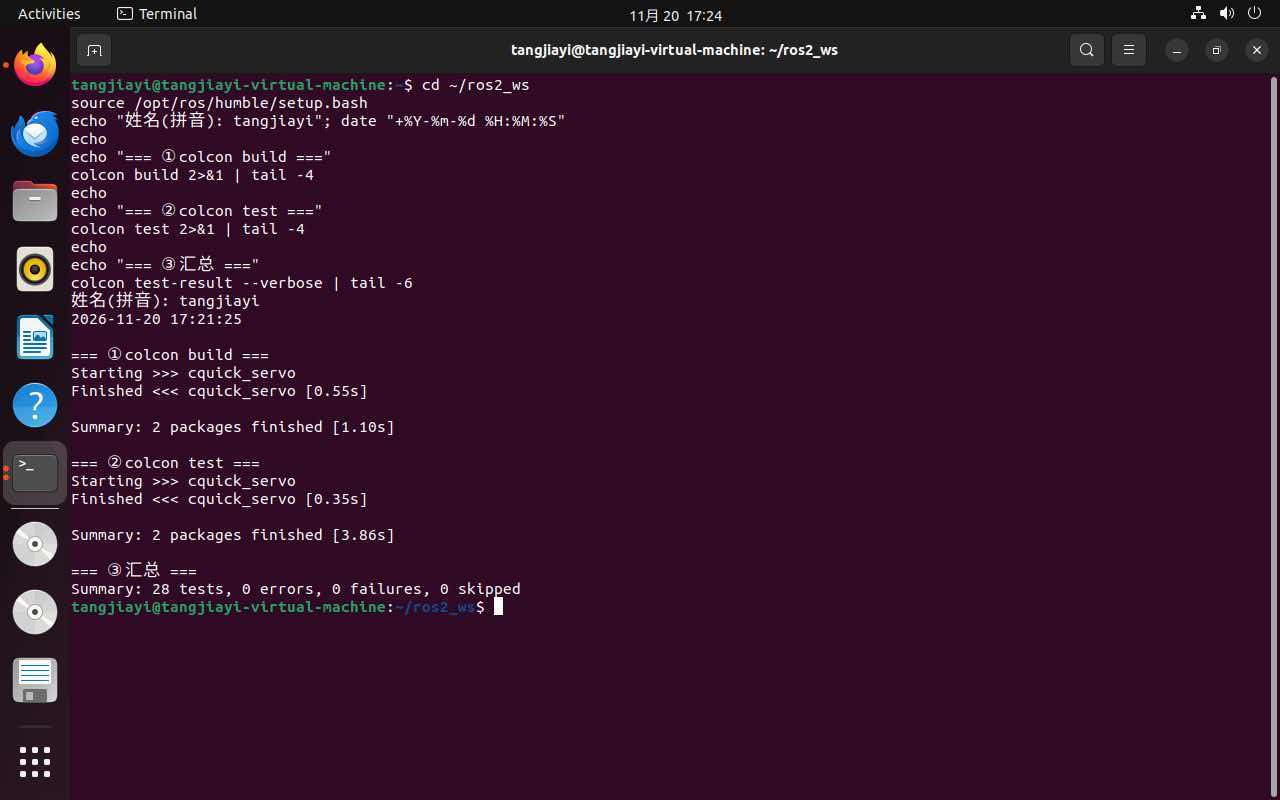 Activities
Terminal
11月 20 17:24
tangjiayi@tangjiayi-virtual-machine: ~/ros2_ws
tangjiayi@tangjiayi-virtual-machine:~$ cd ~/ros2_ws
source /opt/ros/humble/setup.bash
echo "姓名(拼音): tangjiayi"; date "+%Y-%m-%d %H:%M:%S"
echo
echo "=== ①colcon build ==="
colcon build 2>&1 | tail -4
echo
echo "=== ②colcon test ==="
colcon test 2>&1 | tail -4
echo
echo "=== ③汇总 ==="
colcon test-result --verbose | tail -6
姓名(拼音): tangjiayi
2026-11-20 17:21:25
=== ①colcon build ===
Starting >>> cquick_servo
Finished <<< cquick_servo [0.55s]
Summary: 2 packages finished [1.10s]
=== ②colcon test ===
Starting >>> cquick_servo
Finished <<< cquick_servo [0.35s]
Summary: 2 packages finished [3.86s]
=== ③汇总 ===
Summary: 28 tests, 0 errors, 0 failures, 0 skipped
tangjiayi@tangjiayi-virtual-machine:~/ros2_ws$